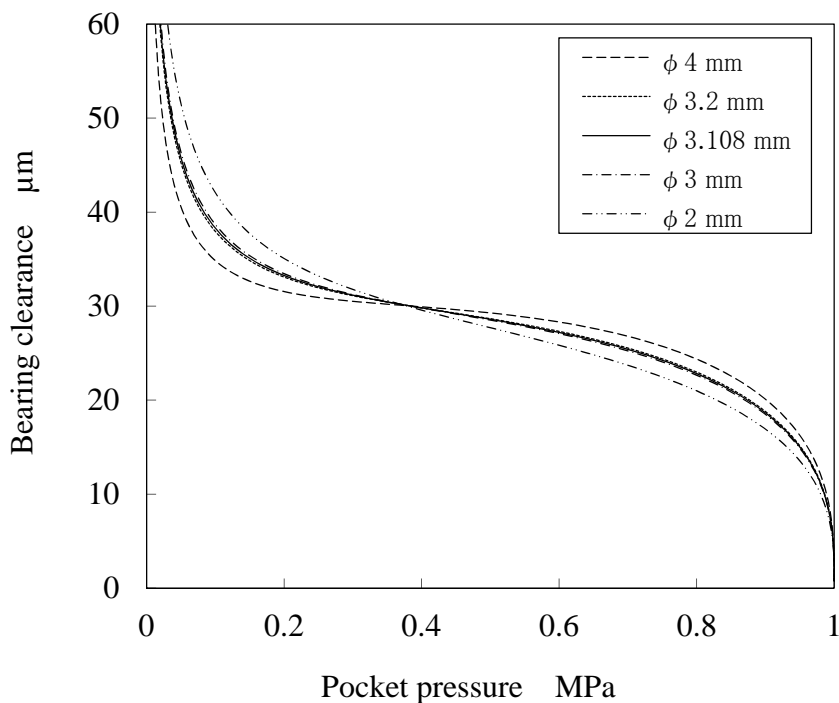 60
50
40
30
20
10
0
Bearing clearance μm
φ 4 mm
φ 3.2 mm
φ 3.108 mm
φ 3 mm
φ 2 mm
0 0.2 0.4 0.6 0.8 1
Pocket pressure MPa